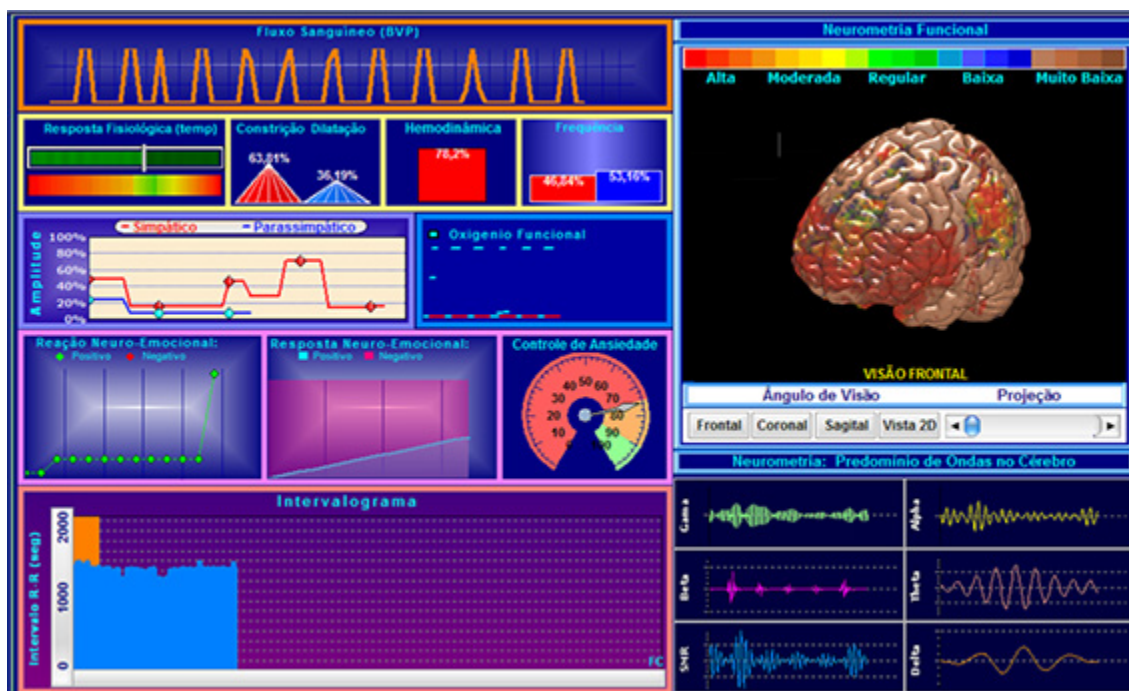 Fluxo Sanguíneo (BVP)
Resposta Fisiológica (temp)
Constrição Dilatação
63,81%
36,19%
Hemodinâmica
78,2%
Frequência
46,84%
53,16%
Simpático
Parassimpático
Amplitude
100%
80%
60%
40%
20%
0%
Oxigenio Funcional
Reação Neuro-Emocional:
Positivo
Negativo
Resposta Neuro-Emocional:
Positivo
Negativo
Controle de Ansiedade
0
10
20
30
40
50
60
70
80
90
100
Intervalograma
Intervalo R-R (seg)
2000
1000
0
FC
Neurometria Funcional
Alta Moderada Regular Baixa Muito Baixa
VISÃO FRONTAL
Ângulo de Visão
Projeção
Frontal
Coronal
Sagital
Vista 2D
Neurometria: Predomínio de Ondas no Cérebro
Gama
Alpha
Beta
Theta
SMR
Delta